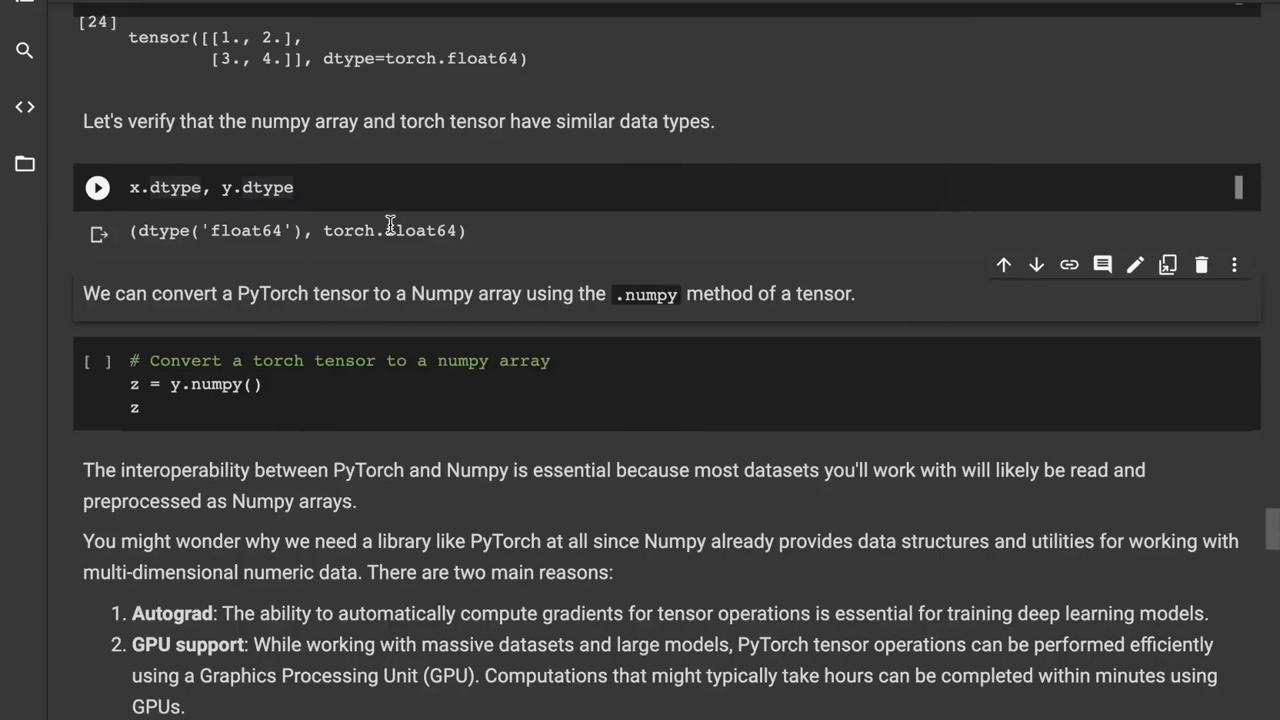 [24]
tensor([[1., 2.],
[3., 4.]], dtype=torch.float64)
Let's verify that the numpy array and torch tensor have similar data types.
x.dtype, y.dtype
(dtype('float64'), torch.float64)
We can convert a PyTorch tensor to a Numpy array using the .numpy method of a tensor.
[ ] # Convert a torch tensor to a numpy array
z = y.numpy()
z
The interoperability between PyTorch and Numpy is essential because most datasets you'll work with will likely be read and
preprocessed as Numpy arrays.
You might wonder why we need a library like PyTorch at all since Numpy already provides data structures and utilities for working with
multi-dimensional numeric data. There are two main reasons:
1. Autograd: The ability to automatically compute gradients for tensor operations is essential for training deep learning models.
2. GPU support: While working with massive datasets and large models, PyTorch tensor operations can be performed efficiently
using a Graphics Processing Unit (GPU). Computations that might typically take hours can be completed within minutes using
GPUs.